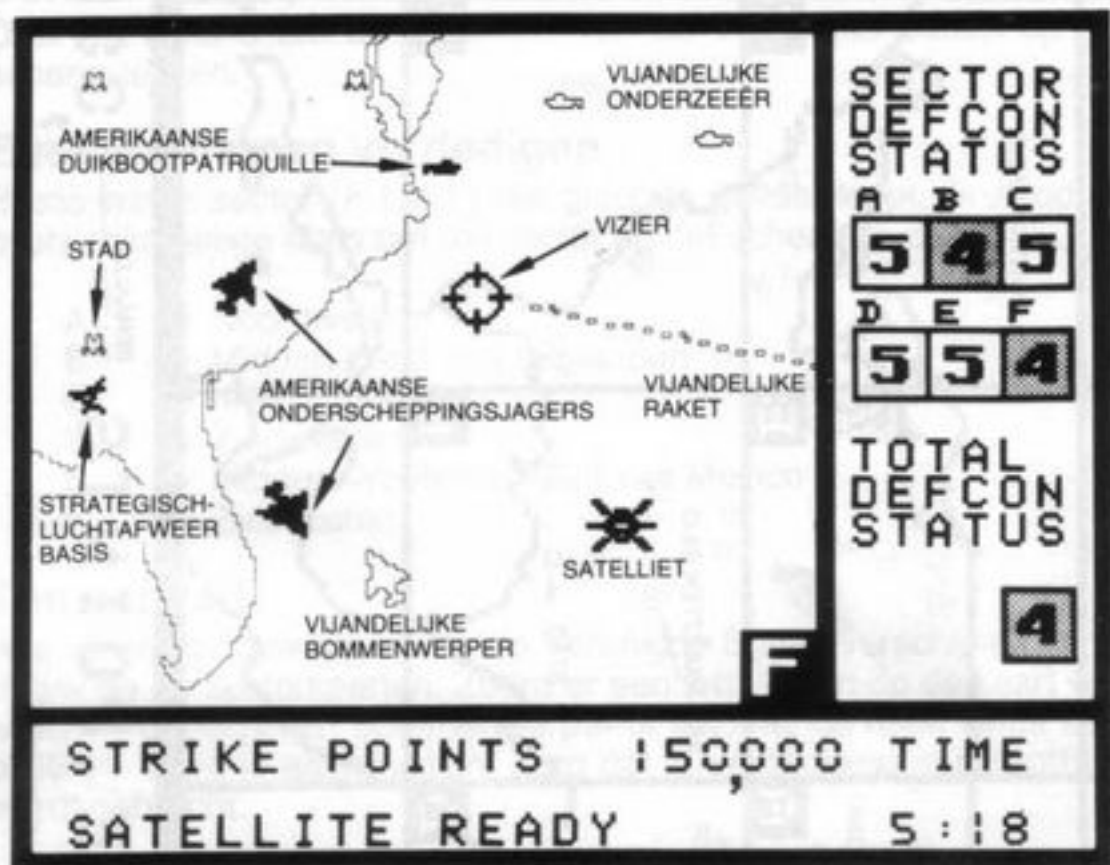 VIJANDELIJKE
ONDERZEEËR
AMERIKAANSE
DUIKBOOTPATROUILLE
VIZIER
STAD
AMERIKAANSE
ONDERSCHEPPINGSJAGERS
VIJANDELIJKE
RAKET
STRATEGISCH-
LUCHTAFWEER
BASIS
SATELLIET
VIJANDELIJKE
BOMMENWERPER
F
SECTOR
DEFCON
STATUS
A B C
5 4 5
D E F
5 5 4
TOTAL
DEFCON
STATUS
4
STRIKE POINTS 150,000 TIME
SATELLITE READY 5:18